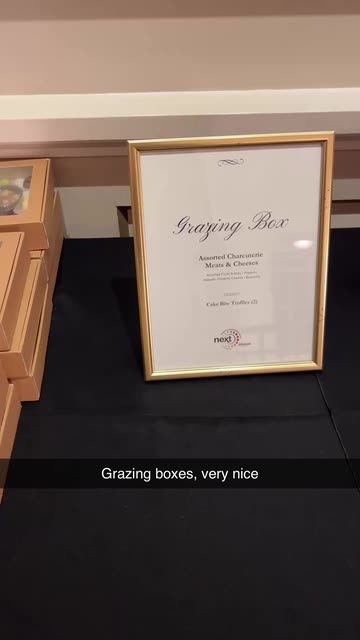 Grazing Box
Assorted Charcuterie
Meats & Cheeses
Cake Bite Truffles (2)
next
Grazing boxes, very nice